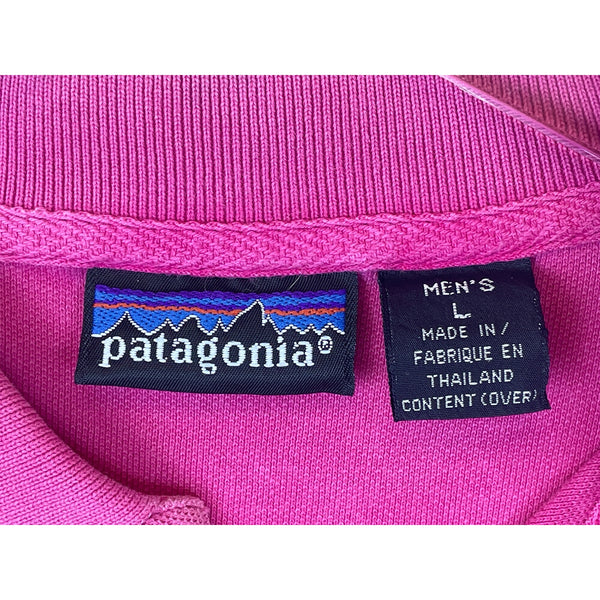 patagonia®
MEN'S
L
MADE IN/
FABRIQUE EN
THAILAND
CONTENT (OVER)